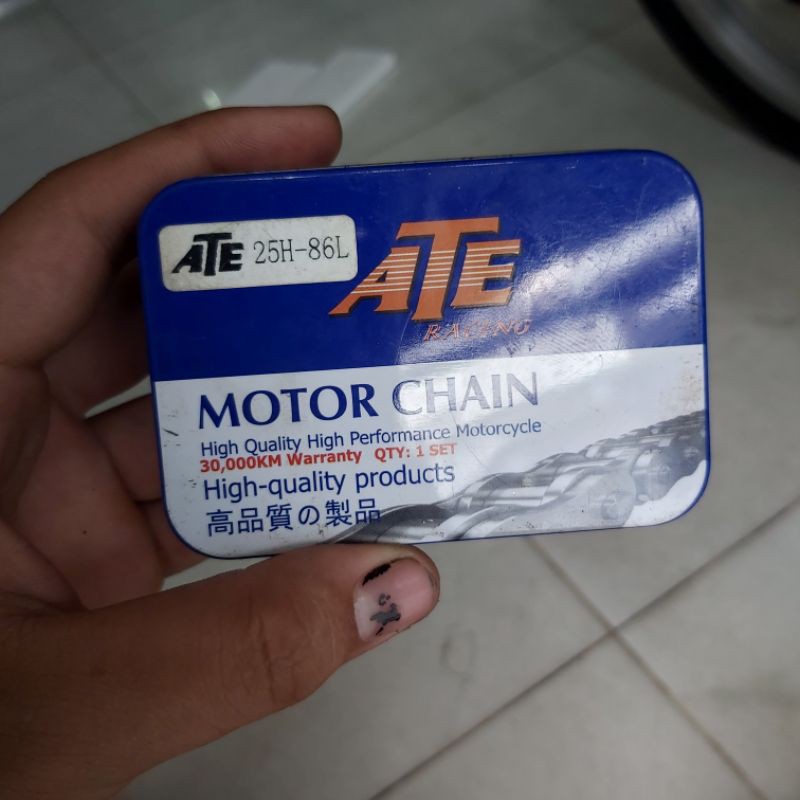 ATE 25H-86L
ATE
RACING
MOTOR CHAIN
High Quality High Performance Motorcycle
30,000KM Warranty QTY: 1 SET
High-quality products
高品質の製品